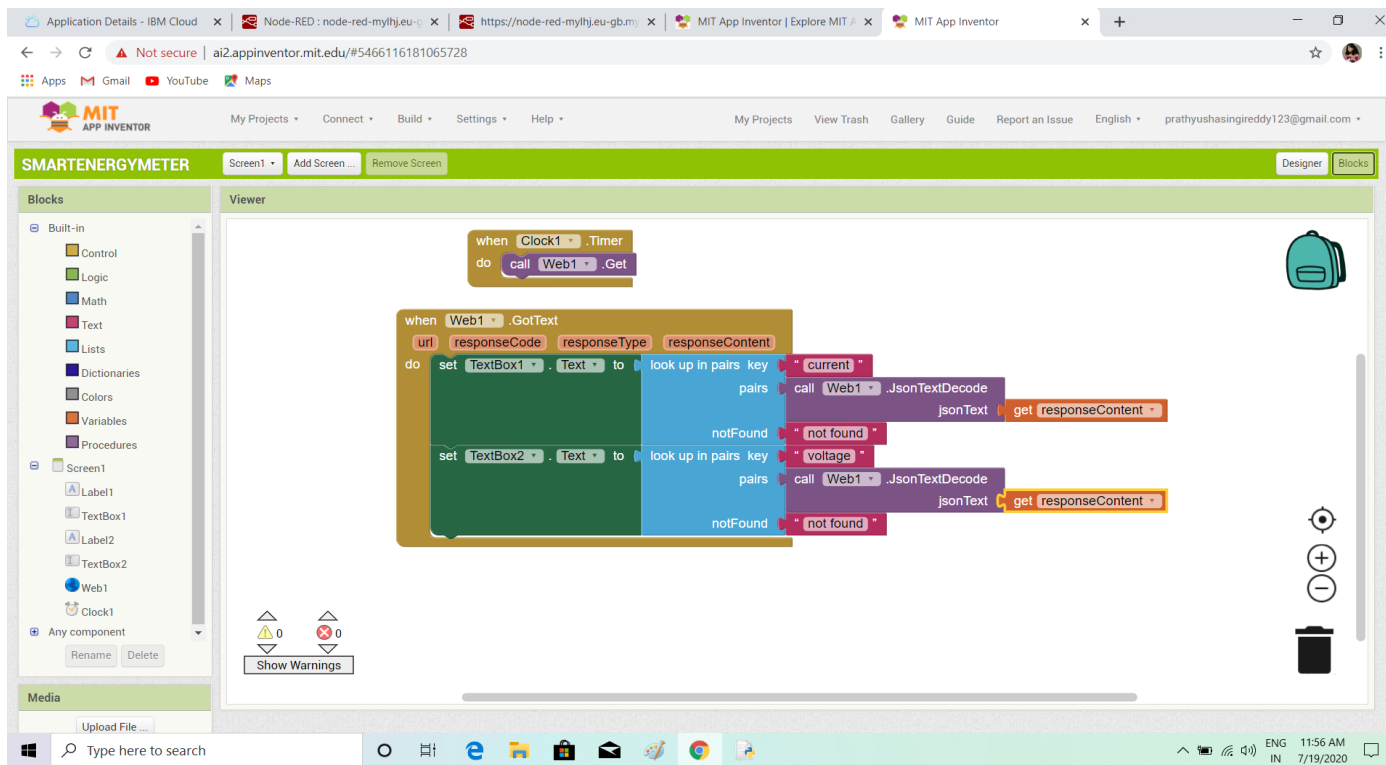 Application Details - IBM Cloud
Node-RED : node-red-mylhj.eu-g
https://node-red-mylhj.eu-gb.my
MIT App Inventor | Explore MIT A
MIT App Inventor
Not secure | ai2.appinventor.mit.edu/#5466116181065728
Apps Gmail YouTube Maps
MIT
APP INVENTOR
My Projects Connect Build Settings Help My Projects View Trash Gallery Guide Report an Issue English prathyushasingireddy123@gmail.com
SMARTENERGYMETER Screen1 Add Screen ... Remove Screen Designer Blocks
Blocks
Built-in
Control
Logic
Math
Text
Lists
Dictionaries
Colors
Variables
Procedures
Screen1
Label1
TextBox1
Label2
TextBox2
Web1
Clock1
Any component
Rename Delete
Media
Upload File ...
Viewer
when Clock1 .Timer
do call Web1 .Get
when Web1 .GotText
url responseCode responseType responseContent
do set TextBox1 . Text to look up in pairs key " current "
pairs call Web1 .JsonTextDecode
jsonText get responseContent
notFound " not found "
set TextBox2 . Text to look up in pairs key " voltage "
pairs call Web1 .JsonTextDecode
jsonText get responseContent
notFound " not found "
0 0
Show Warnings
Type here to search
ENG 11:56 AM
IN 7/19/2020